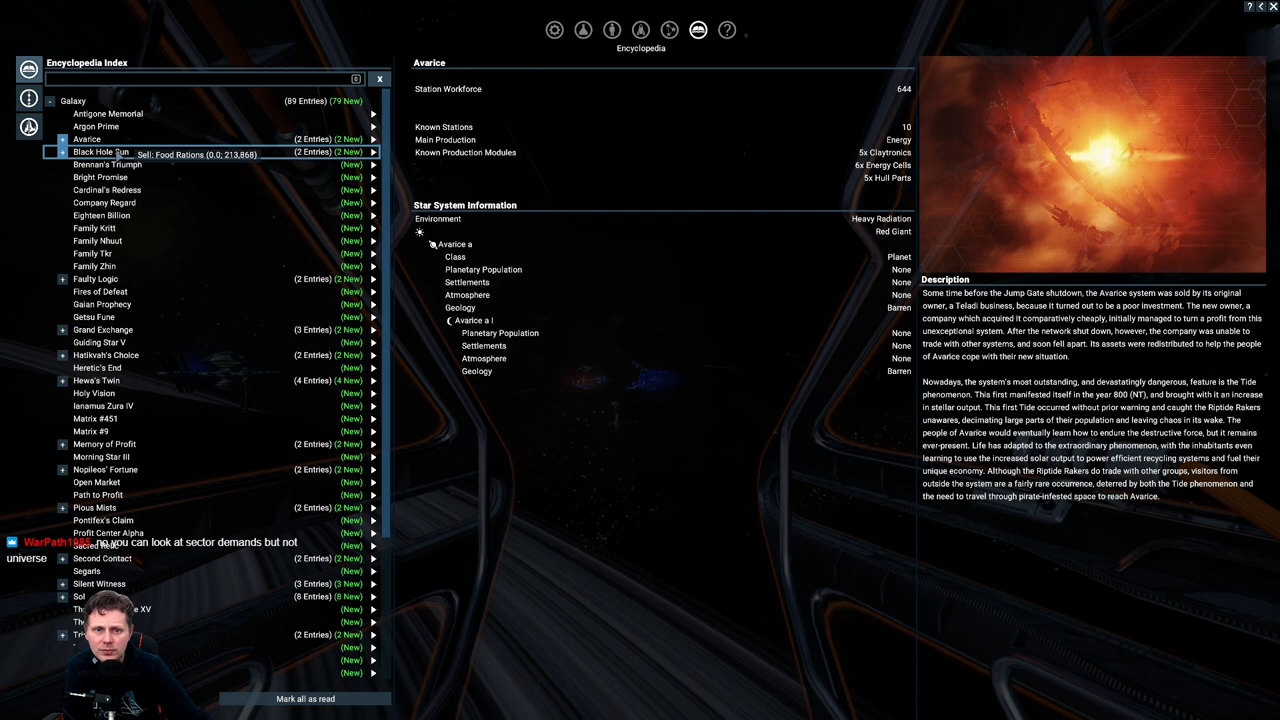 ? < X
Encyclopedia
Encyclopedia Index
0 X
- Galaxy (89 Entries) (79 New)
Antigone Memorial
Argon Prime
+ Avarice (2 Entries) (2 New)
+ Black Hole Sun (2 Entries) (2 New)
Sell: Food Rations (0.0; 213,868)
Brennan's Triumph (New)
Bright Promise (New)
Cardinal's Redress (New)
Company Regard (New)
Eighteen Billion (New)
Family Kritt (New)
Family Nhuut (New)
Family Tkr (New)
Family Zhin (New)
+ Faulty Logic (2 Entries) (2 New)
Fires of Defeat (New)
Gaian Prophecy (New)
Getsu Fune (New)
+ Grand Exchange (3 Entries) (2 New)
Guiding Star V (New)
+ Hatikvah's Choice (2 Entries) (2 New)
Heretic's End (New)
+ Hewa's Twin (4 Entries) (4 New)
Holy Vision (New)
Ianamus Zura IV (New)
Matrix #451 (New)
Matrix #9 (New)
+ Memory of Profit (2 Entries) (2 New)
Morning Star III (New)
+ Nopileos' Fortune (2 Entries) (2 New)
Open Market (New)
Path to Profit (New)
+ Pious Mists (2 Entries) (2 New)
Pontifex's Claim (New)
Profit Center Alpha (New)
WarPath1985: no you can look at sector demands but not
universe
Sacred Relic (New)
+ Second Contact (2 Entries) (2 New)
Segaris (New)
+ Silent Witness (3 Entries) (3 New)
+ Sol (8 Entries) (8 New)
XV (New)
(New)
+ (2 Entries) (2 New)
(New)
(New)
(New)
Mark all as read
Avarice
Station Workforce 644
Known Stations 10
Main Production Energy
Known Production Modules 5x Claytronics
6x Energy Cells
5x Hull Parts
Star System Information
Environment Heavy Radiation
Red Giant
Avarice a
Class Planet
Planetary Population None
Settlements None
Atmosphere None
Geology Barren
Avarice a I
Planetary Population None
Settlements None
Atmosphere None
Geology Barren
Description
Some time before the Jump Gate shutdown, the Avarice system was sold by its original
owner, a Teladi business, because it turned out to be a poor investment. The new owner, a
company which acquired it comparatively cheaply, initially managed to turn a profit from this
unexceptional system. After the network shut down, however, the company was unable to
trade with other systems, and soon fell apart. Its assets were redistributed to help the people
of Avarice cope with their new situation.
Nowadays, the system's most outstanding, and devastatingly dangerous, feature is the Tide
phenomenon. This first manifested itself in the year 800 (NT), and brought with it an increase
in stellar output. This first Tide occurred without prior warning and caught the Riptide Rakers
unawares, decimating large parts of their population and leaving chaos in its wake. The
people of Avarice would eventually learn how to endure the destructive force, but it remains
ever-present. Life has adapted to the extraordinary phenomenon, with the inhabitants even
learning to use the increased solar output to power efficient recycling systems and fuel their
unique economy. Although the Riptide Rakers do trade with other groups, visitors from
outside the system are a fairly rare occurrence, deterred by both the Tide phenomenon and
the need to travel through pirate-infested space to reach Avarice.